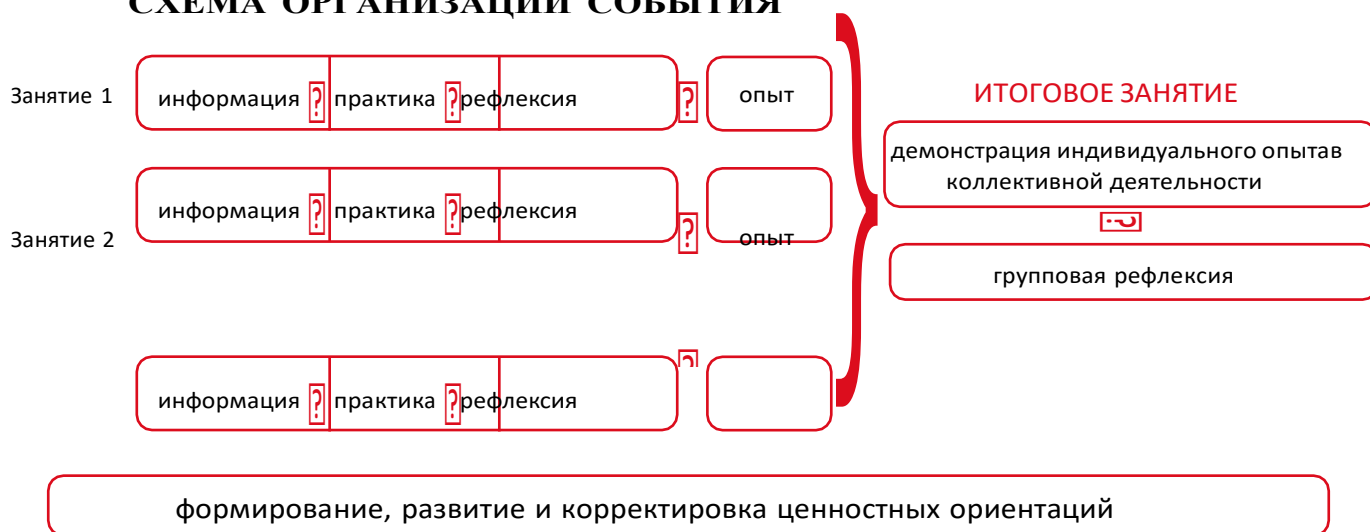 СХЕМА ОРГАНИЗАЦИИ СОБЫТИЯ
Занятие 1
информация ? практика ? рефлексия ? опыт
Занятие 2
информация ? практика ? рефлексия ? опыт
информация ? практика ? рефлексия
ИТОГОВОЕ ЗАНЯТИЕ
демонстрация индивидуального опытав
коллективной деятельности
?
групповая рефлексия
формирование, развитие и корректировка ценностных ориентаций